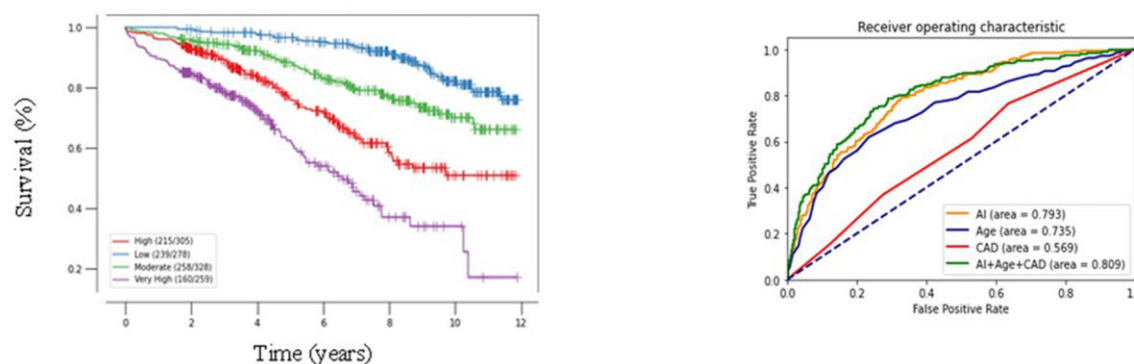 Survival (%)
1.0
0.8
0.6
0.4
0.2
High (215/305)
Low (239/278)
Moderate (258/328)
Very High (160/259)
0
2
4
6
8
10
12
Time (years)
Receiver operating characteristic
True Positive Rate
1.0
0.8
0.6
0.4
0.2
0.0
AI (area = 0.793)
Age (area = 0.735)
CAD (area = 0.569)
AI+Age+CAD (area = 0.809)
0.0
0.2
0.4
0.6
0.8
False Positive Rate